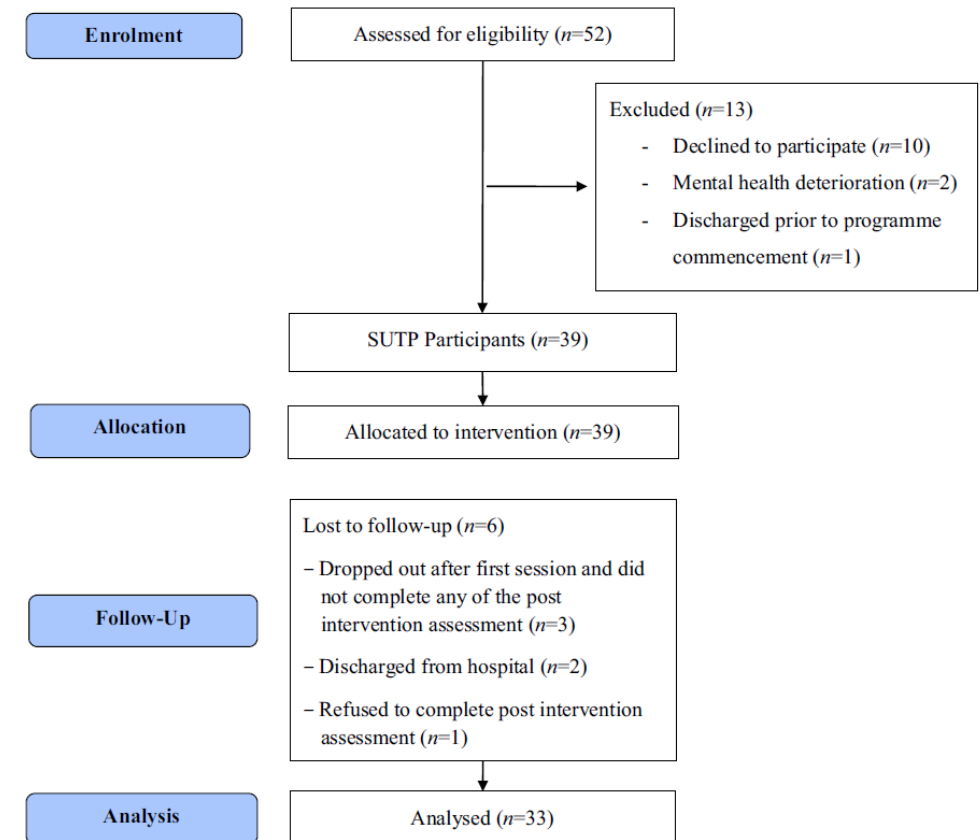 Enrolment
Assessed for eligibility (n=52)
Excluded (n=13)
- Declined to participate (n=10)
- Mental health deterioration (n=2)
- Discharged prior to programme
commencement (n=1)
SUTP Participants (n=39)
Allocation
Allocated to intervention (n=39)
Follow-Up
Lost to follow-up (n=6)
– Dropped out after first session and did
not complete any of the post
intervention assessment (n=3)
– Discharged from hospital (n=2)
– Refused to complete post intervention
assessment (n=1)
Analysis
Analysed (n=33)